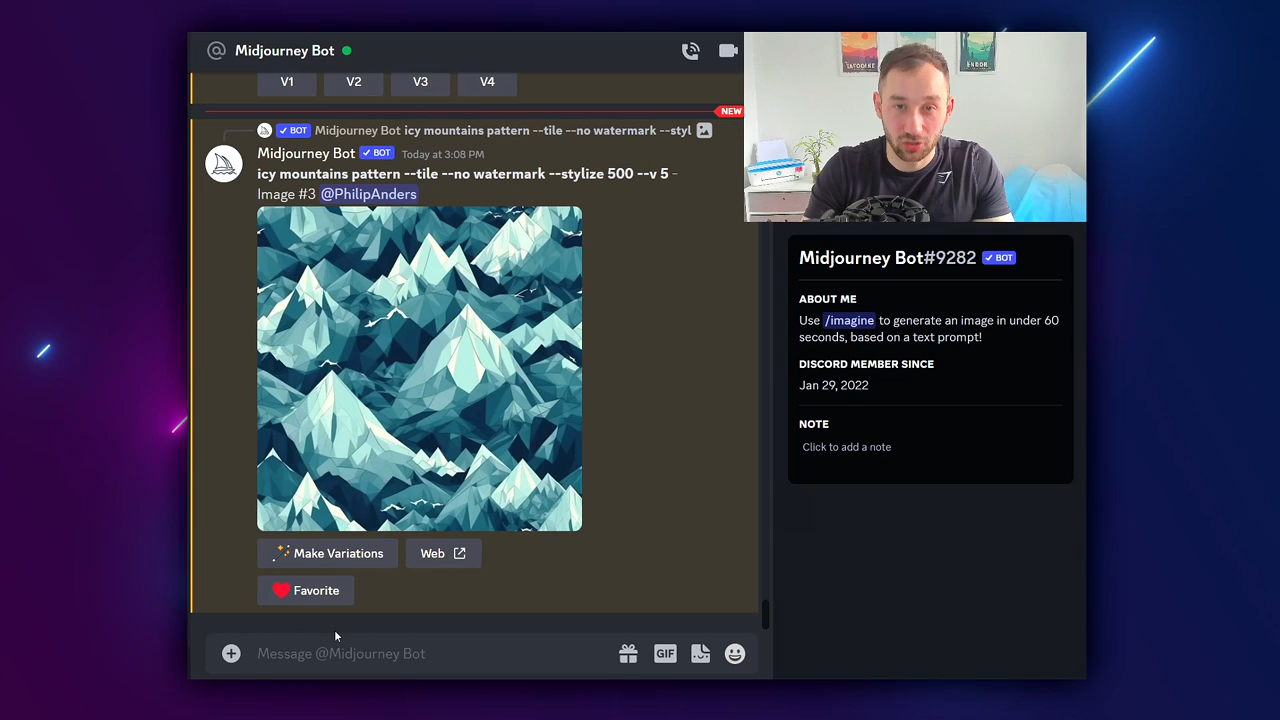 Midjourney Bot
V1 V2 V3 V4
NEW
BOT Midjourney Bot icy mountains pattern --tile --no watermark --styl
Midjourney Bot BOT Today at 3:08 PM
icy mountains pattern --tile --no watermark --stylize 500 --v 5 -
Image #3 @PhilipAnders
Make Variations Web
Favorite
Message @Midjourney Bot
GIF
TATOOINE
ENDOR
Midjourney Bot#9282 BOT
ABOUT ME
Use /imagine to generate an image in under 60
seconds, based on a text prompt!
DISCORD MEMBER SINCE
Jan 29, 2022
NOTE
Click to add a note